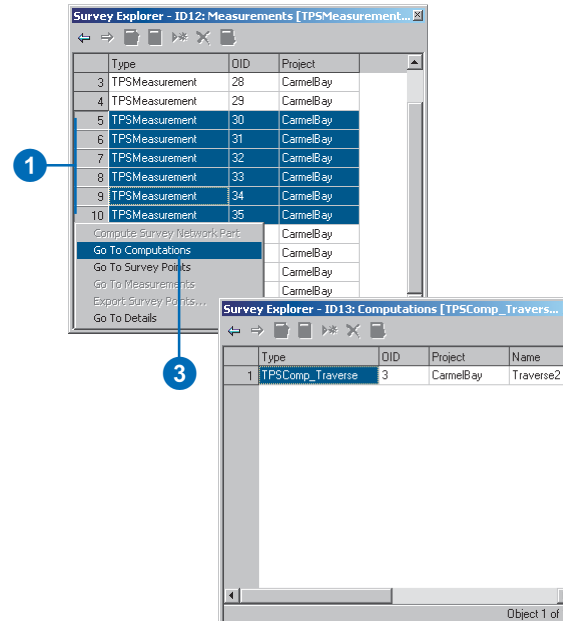 Survey Explorer - ID12: Measurements [TPSMeasurement...
Type OID Project
3 TPSMeasurement 28 CarmelBay
4 TPSMeasurement 29 CarmelBay
5 TPSMeasurement 30 CarmelBay
6 TPSMeasurement 31 CarmelBay
7 TPSMeasurement 32 CarmelBay
8 TPSMeasurement 33 CarmelBay
9 TPSMeasurement 34 CarmelBay
10 TPSMeasurement 35 CarmelBay
1
Compute Survey Network Part CarmelBay
Go To Computations CarmelBay
Go To Survey Points CarmelBay
Go To Measurements CarmelBay
Export Survey Points...
Go To Details
3
Survey Explorer - ID13: Computations [TPSComp_Travers...
Type OID Project Name
1 TPSComp_Traverse 3 CarmelBay Traverse2
Object 1 of